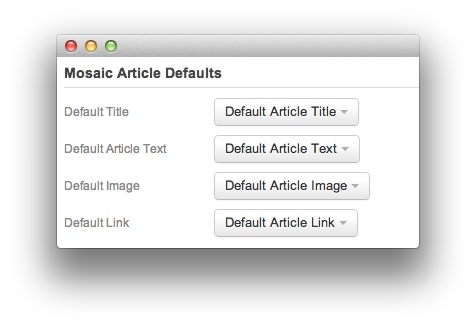 Mosaic Article Defaults
Default Title Default Article Title
Default Article Text Default Article Text
Default Image Default Article Image
Default Link Default Article Link